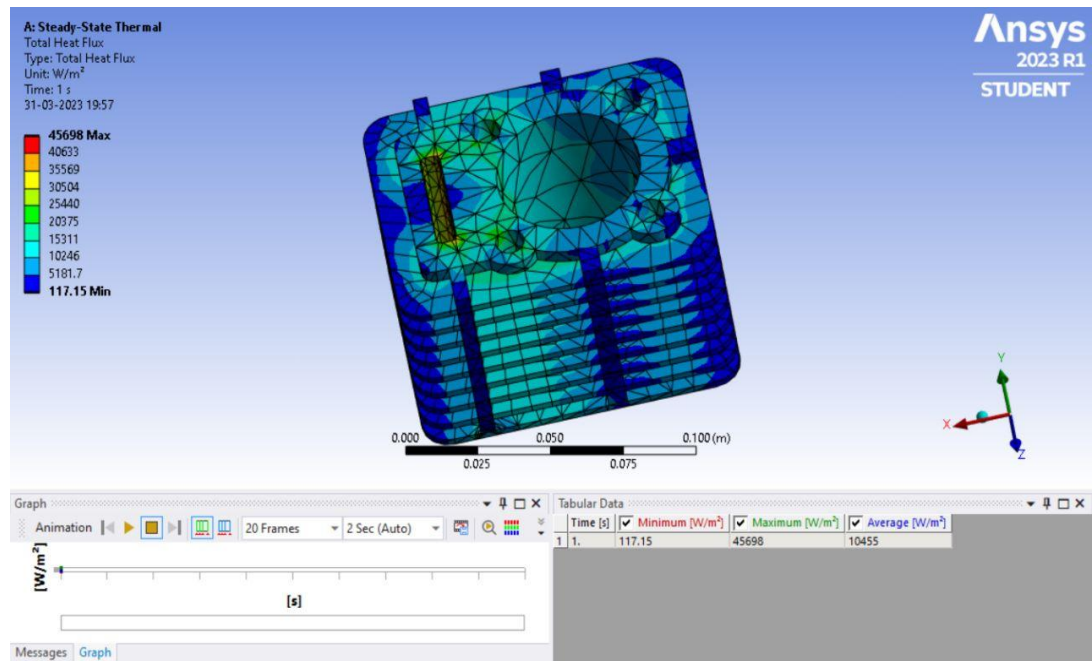 A: Steady-State Thermal
Total Heat Flux
Type: Total Heat Flux
Unit: W/m²
Time: 1 s
31-03-2023 19:57
45698 Max
40633
35569
30504
25440
20375
15311
10246
5181.7
117.15 Min
Ansys
2023 R1
STUDENT
0.000 0.050 0.100 (m)
0.025 0.075
Y
X
Z
Graph
Animation 20 Frames 2 Sec (Auto)
[W/m²]
[s]
Messages Graph
Tabular Data
Time [s] Minimum [W/m²] Maximum [W/m²] Average [W/m²]
1 1. 117.15 45698 10455